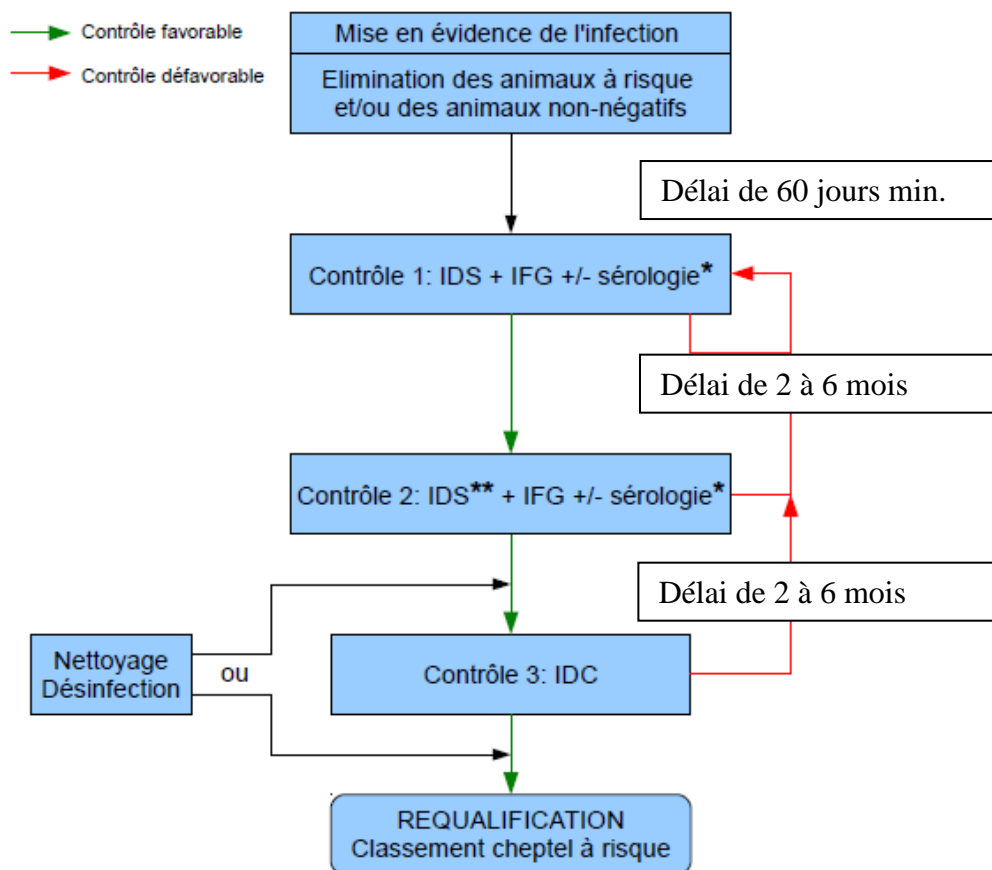 Contrôle favorable
Contrôle défavorable
Mise en évidence de l'infection
Elimination des animaux à risque
et/ou des animaux non-négatifs
Délai de 60 jours min.
Contrôle 1: IDS + IFG +/- sérologie*
Délai de 2 à 6 mois
Contrôle 2: IDS** + IFG +/- sérologie*
Délai de 2 à 6 mois
Nettoyage
Désinfection
ou
Contrôle 3: IDC
REQUALIFICATION
Classement cheptel à risque